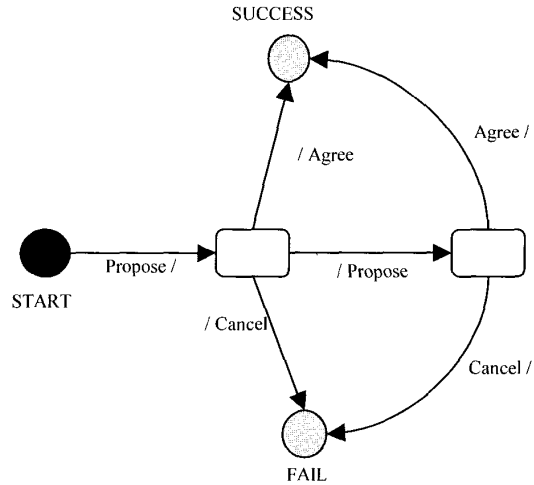 SUCCESS
Agree /
/ Agree
Propose /
/ Propose
START
/ Cancel
Cancel /
FAIL